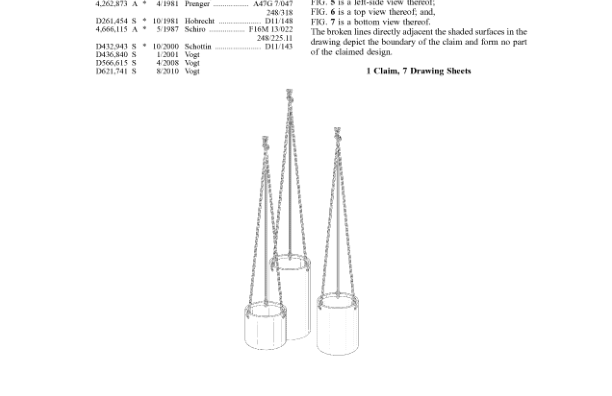 4,262,873 A * 4/1981 Prenger ................ A47G 7/047
248/318
D261,454 S * 10/1981 Hobrecht .................. D11/148
4,666,115 A * 5/1987 Schiro ............... F16M 13/022
248/225.11
D432,943 S * 10/2000 Schottin .................. D11/143
D436,840 S 1/2001 Vogt
D566,615 S 4/2008 Vogt
D621,741 S 8/2010 Vogt
FIG. 5 is a left-side view thereof;
FIG. 6 is a top view thereof; and,
FIG. 7 is a bottom view thereof.
The broken lines directly adjacent the shaded surfaces in the
drawing depict the boundary of the claim and form no part
of the claimed design.
1 Claim, 7 Drawing Sheets